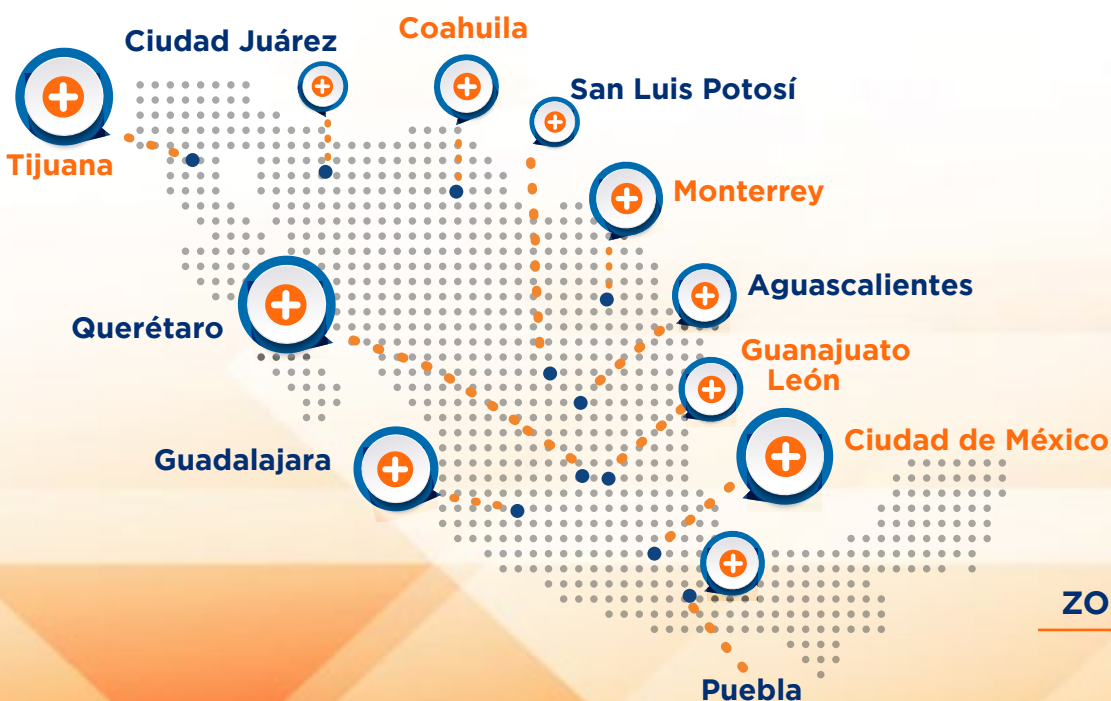 Coahuila
Ciudad Juárez
San Luis Potosí
Tijuana
Monterrey
Aguascalientes
Querétaro
Guanajuato
León
Ciudad de México
Guadalajara
ZO
Puebla